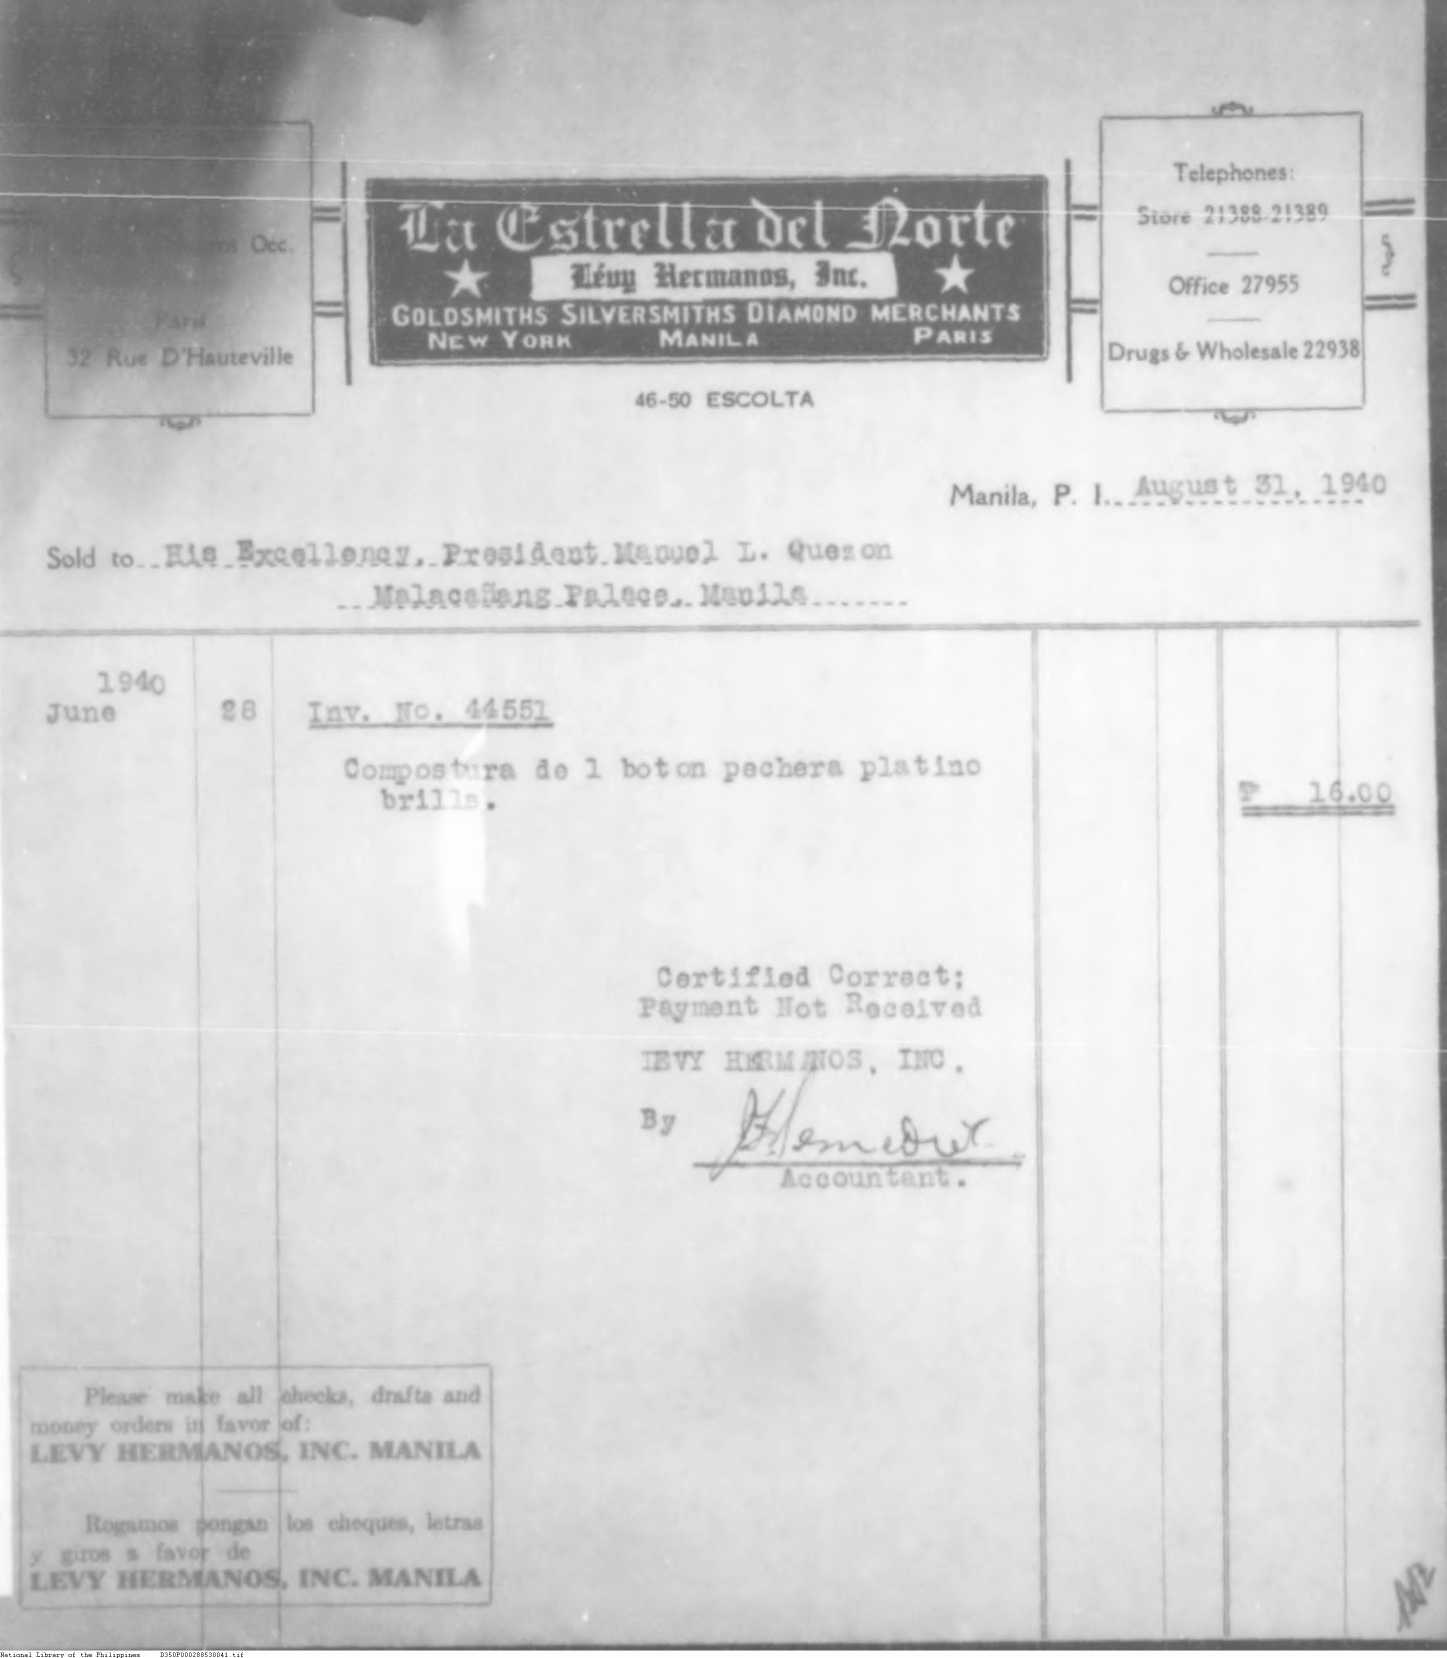 Occ.
Paris
32 Rue D'Hauteville
La Estrella del Norte
Lévy Hermanos, Inc.
GOLDSMITHS SILVERSMITHS DIAMOND MERCHANTS
NEW YORK MANILA PARIS
46-50 ESCOLTA
Telephones:
Store 21388-21389
Office 27955
Drugs & Wholesale 22938
Manila, P. I. August 31, 1940
Sold to His Excellency, President Manuel L. Quezon
Malacañang Palace, Manila
1940
June 28 Inv. No. 44551
Compostura de 1 boton pechera platino
brills. ₱ 16.00
Certified Correct;
Payment Not Received
LEVY HERMANOS, INC.
By
Accountant.
Please make all checks, drafts and
money orders in favor of:
LEVY HERMANOS, INC. MANILA
Rogamos pongan los cheques, letras
y giros a favor de
LEVY HERMANOS, INC. MANILA
National Library of the Philippines D350P000288538041.tif